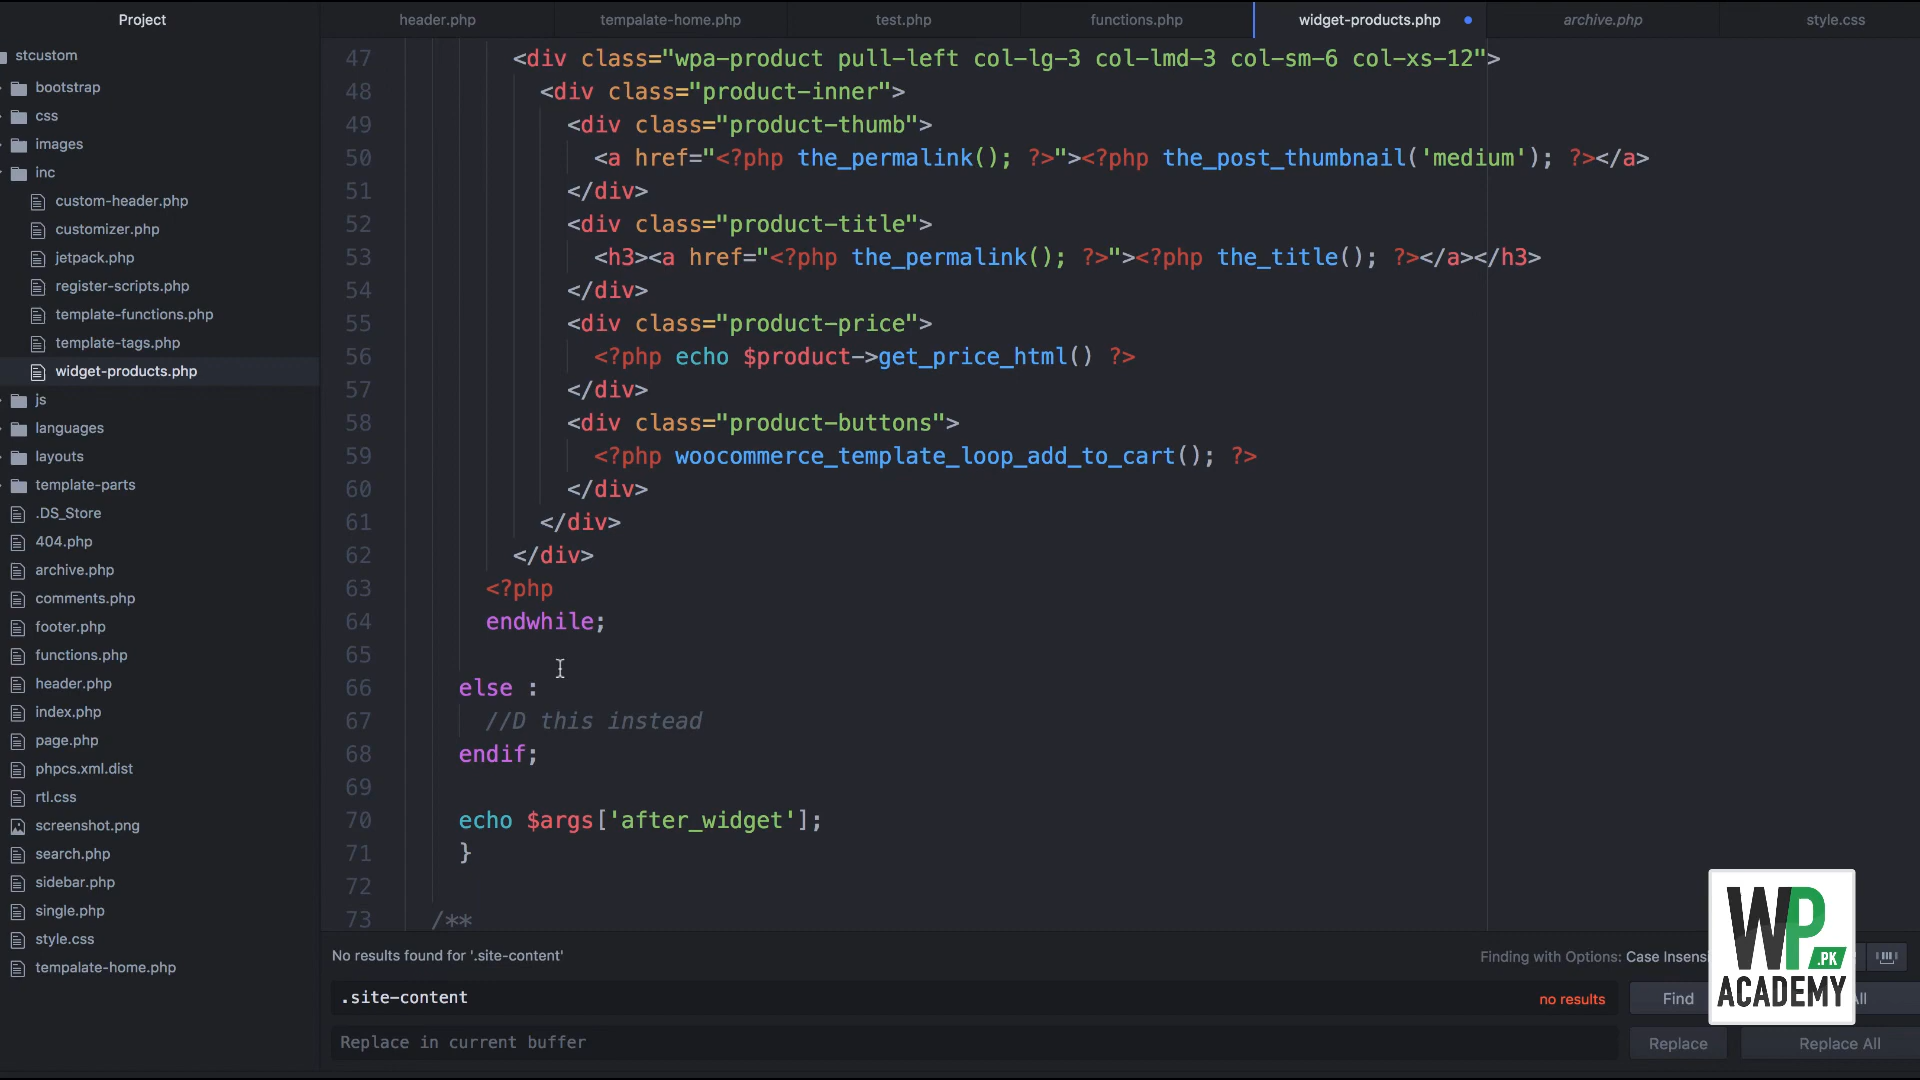 Project
header.php
tempalate-home.php
test.php
functions.php
widget-products.php
archive.php
style.css
stcustom
bootstrap
css
images
inc
custom-header.php
customizer.php
jetpack.php
register-scripts.php
template-functions.php
template-tags.php
widget-products.php
js
languages
layouts
template-parts
.DS_Store
404.php
archive.php
comments.php
footer.php
functions.php
header.php
index.php
page.php
phpcs.xml.dist
rtl.css
screenshot.png
search.php
sidebar.php
single.php
style.css
tempalate-home.php
47 <div class="wpa-product pull-left col-lg-3 col-lmd-3 col-sm-6 col-xs-12">
48 <div class="product-inner">
49 <div class="product-thumb">
50 <a href="<?php the_permalink(); ?>"><?php the_post_thumbnail('medium'); ?></a>
51 </div>
52 <div class="product-title">
53 <h3><a href="<?php the_permalink(); ?>"><?php the_title(); ?></a></h3>
54 </div>
55 <div class="product-price">
56 <?php echo $product->get_price_html() ?>
57 </div>
58 <div class="product-buttons">
59 <?php woocommerce_template_loop_add_to_cart(); ?>
60 </div>
61 </div>
62 </div>
63 <?php
64 endwhile;
65
66 else :
67 //D this instead
68 endif;
69
70 echo $args['after_widget'];
71 }
72
73 /**
No results found for '.site-content'
Finding with Options: Case Insensi
.site-content
no results
Find
All
Replace in current buffer
Replace
Replace All
WP
.PK
ACADEMY